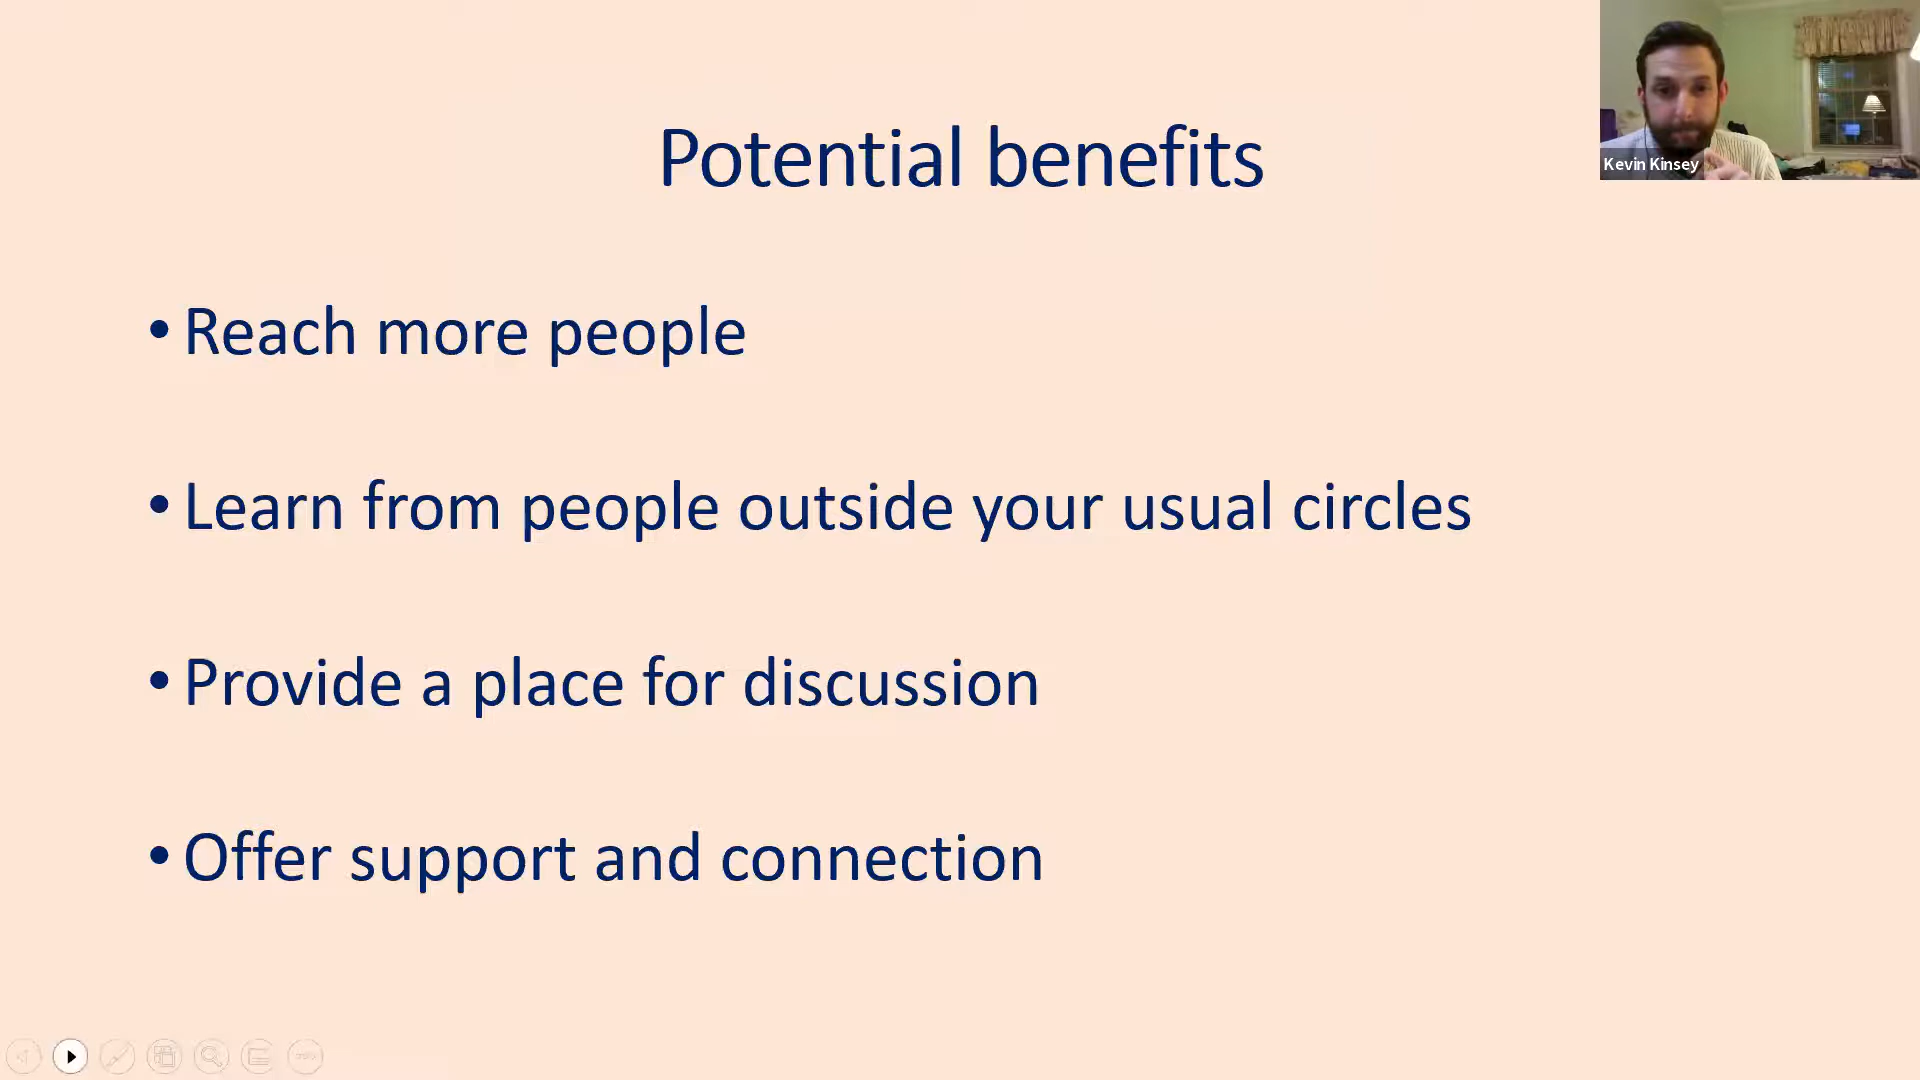 Kevin Kinsey
Potential benefits
• Reach more people
• Learn from people outside your usual circles
• Provide a place for discussion
• Offer support and connection